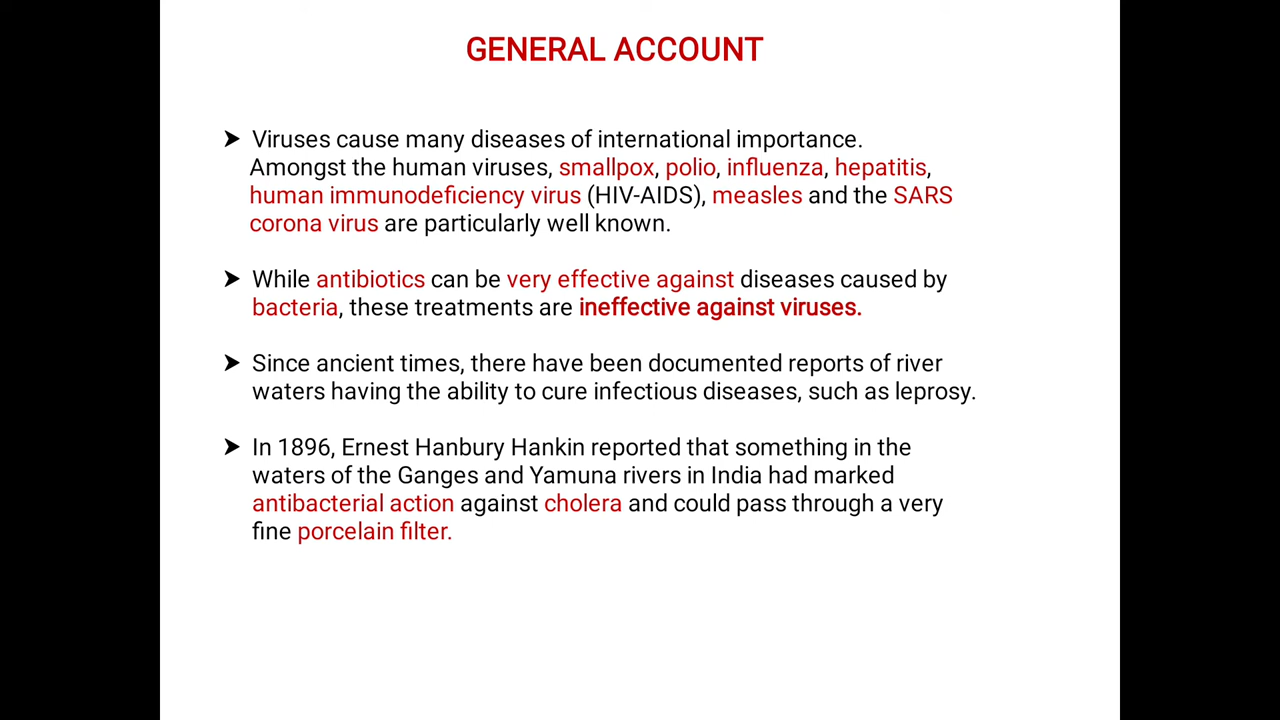 GENERAL ACCOUNT
➤ Viruses cause many diseases of international importance.
Amongst the human viruses, smallpox, polio, influenza, hepatitis,
human immunodeficiency virus (HIV-AIDS), measles and the SARS
corona virus are particularly well known.
➤ While antibiotics can be very effective against diseases caused by
bacteria, these treatments are ineffective against viruses.
➤ Since ancient times, there have been documented reports of river
waters having the ability to cure infectious diseases, such as leprosy.
➤ In 1896, Ernest Hanbury Hankin reported that something in the
waters of the Ganges and Yamuna rivers in India had marked
antibacterial action against cholera and could pass through a very
fine porcelain filter.